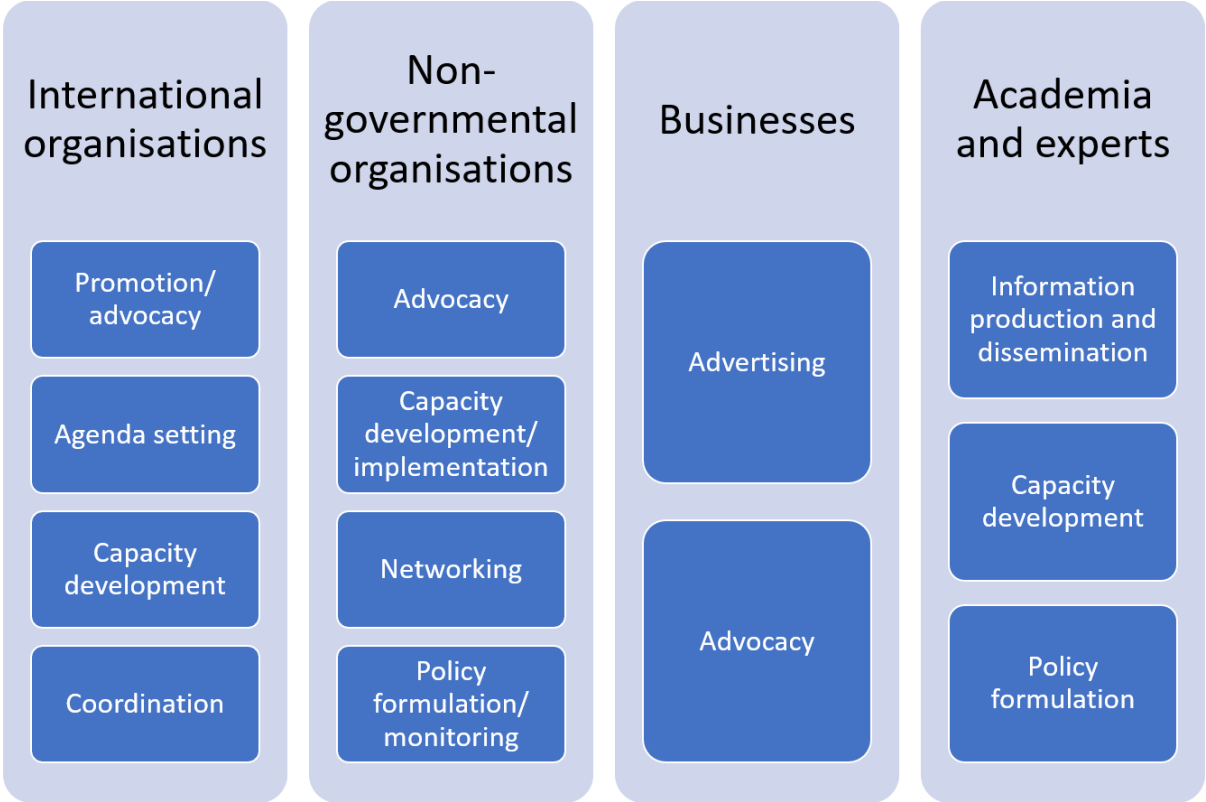 International
organisations
Promotion/
advocacy
Agenda setting
Capacity
development
Coordination
Non-
governmental
organisations
Advocacy
Capacity
development/
implementation
Networking
Policy
formulation/
monitoring
Businesses
Advertising
Advocacy
Academia
and experts
Information
production and
dissemination
Capacity
development
Policy
formulation